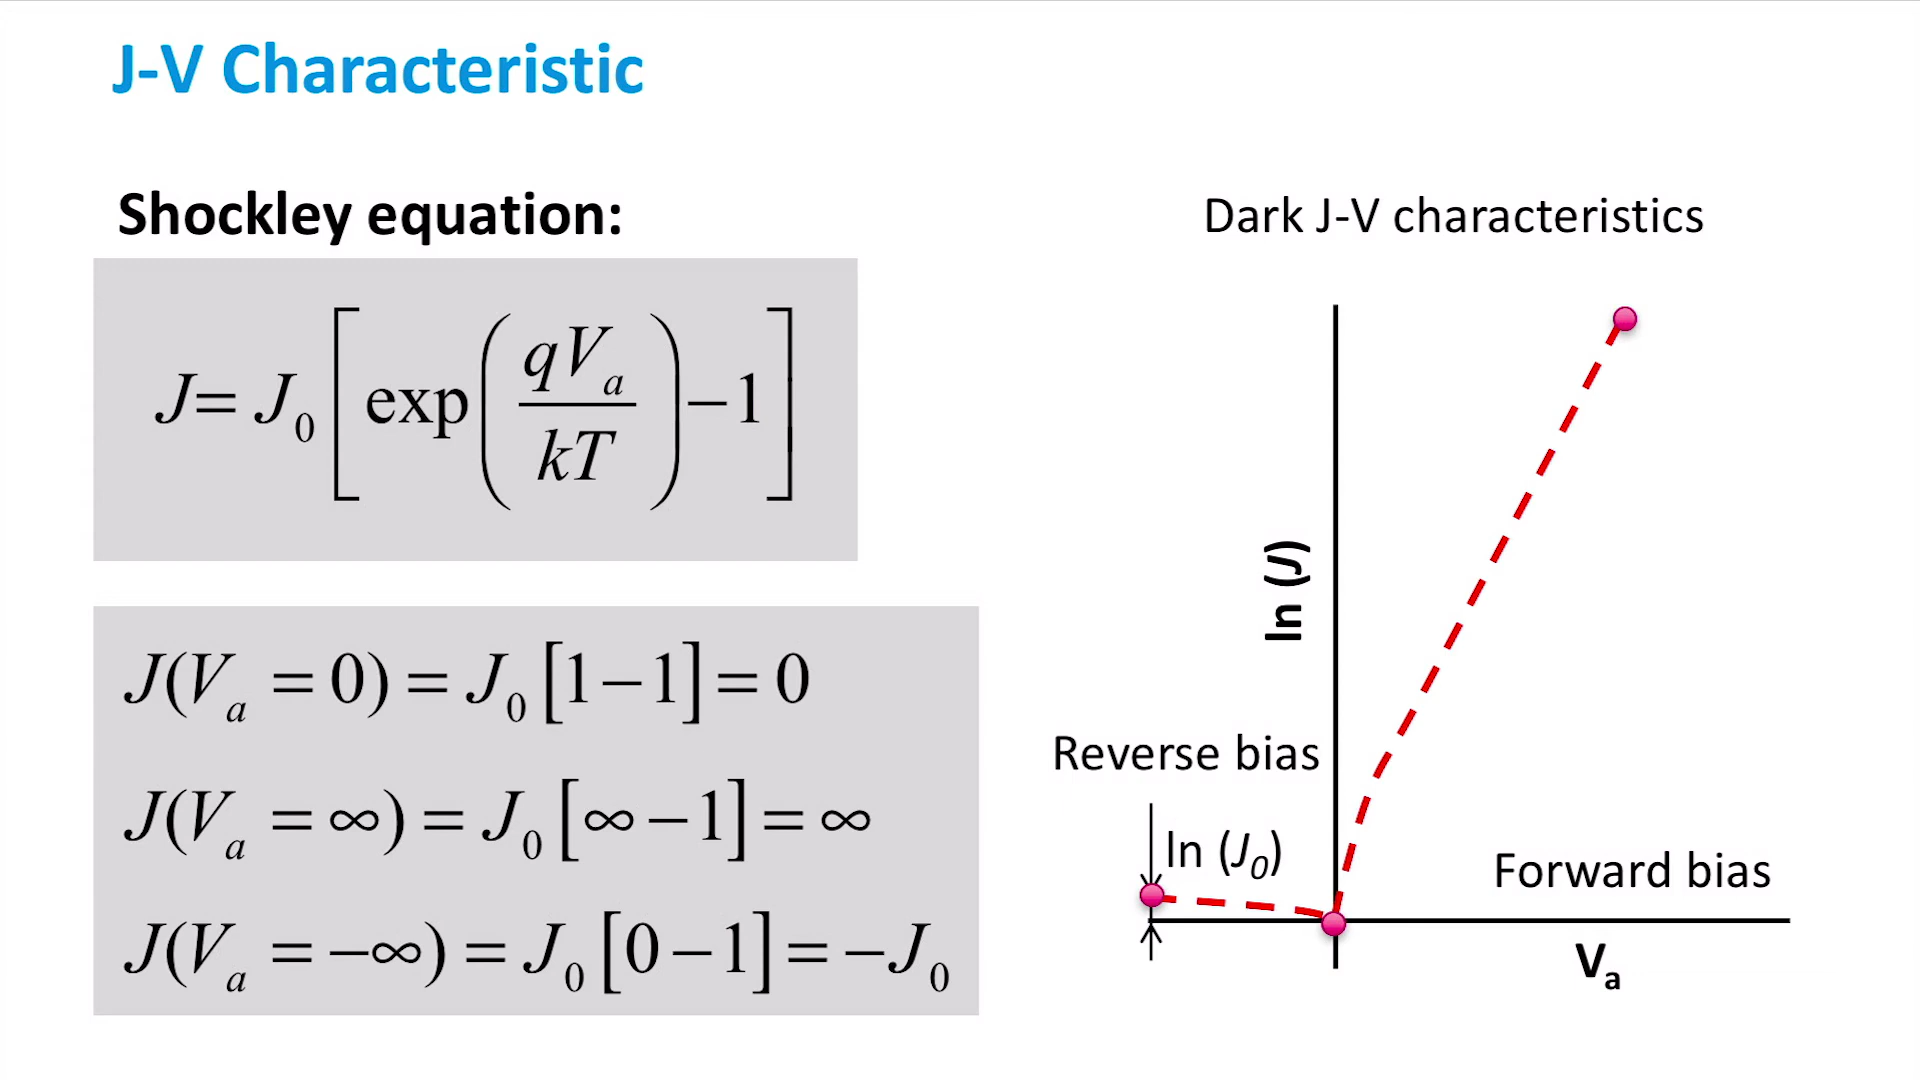 J-V Characteristic
Shockley equation:
J= J₀ [exp(qVₐ/kT)−1]
J(Vₐ = 0) = J₀ [1−1] = 0
J(Vₐ = ∞) = J₀ [∞−1] = ∞
J(Vₐ = −∞) = J₀ [0−1] = −J₀
Dark J-V characteristics
ln (J)
Reverse bias
ln (J₀)
Forward bias
Vₐ